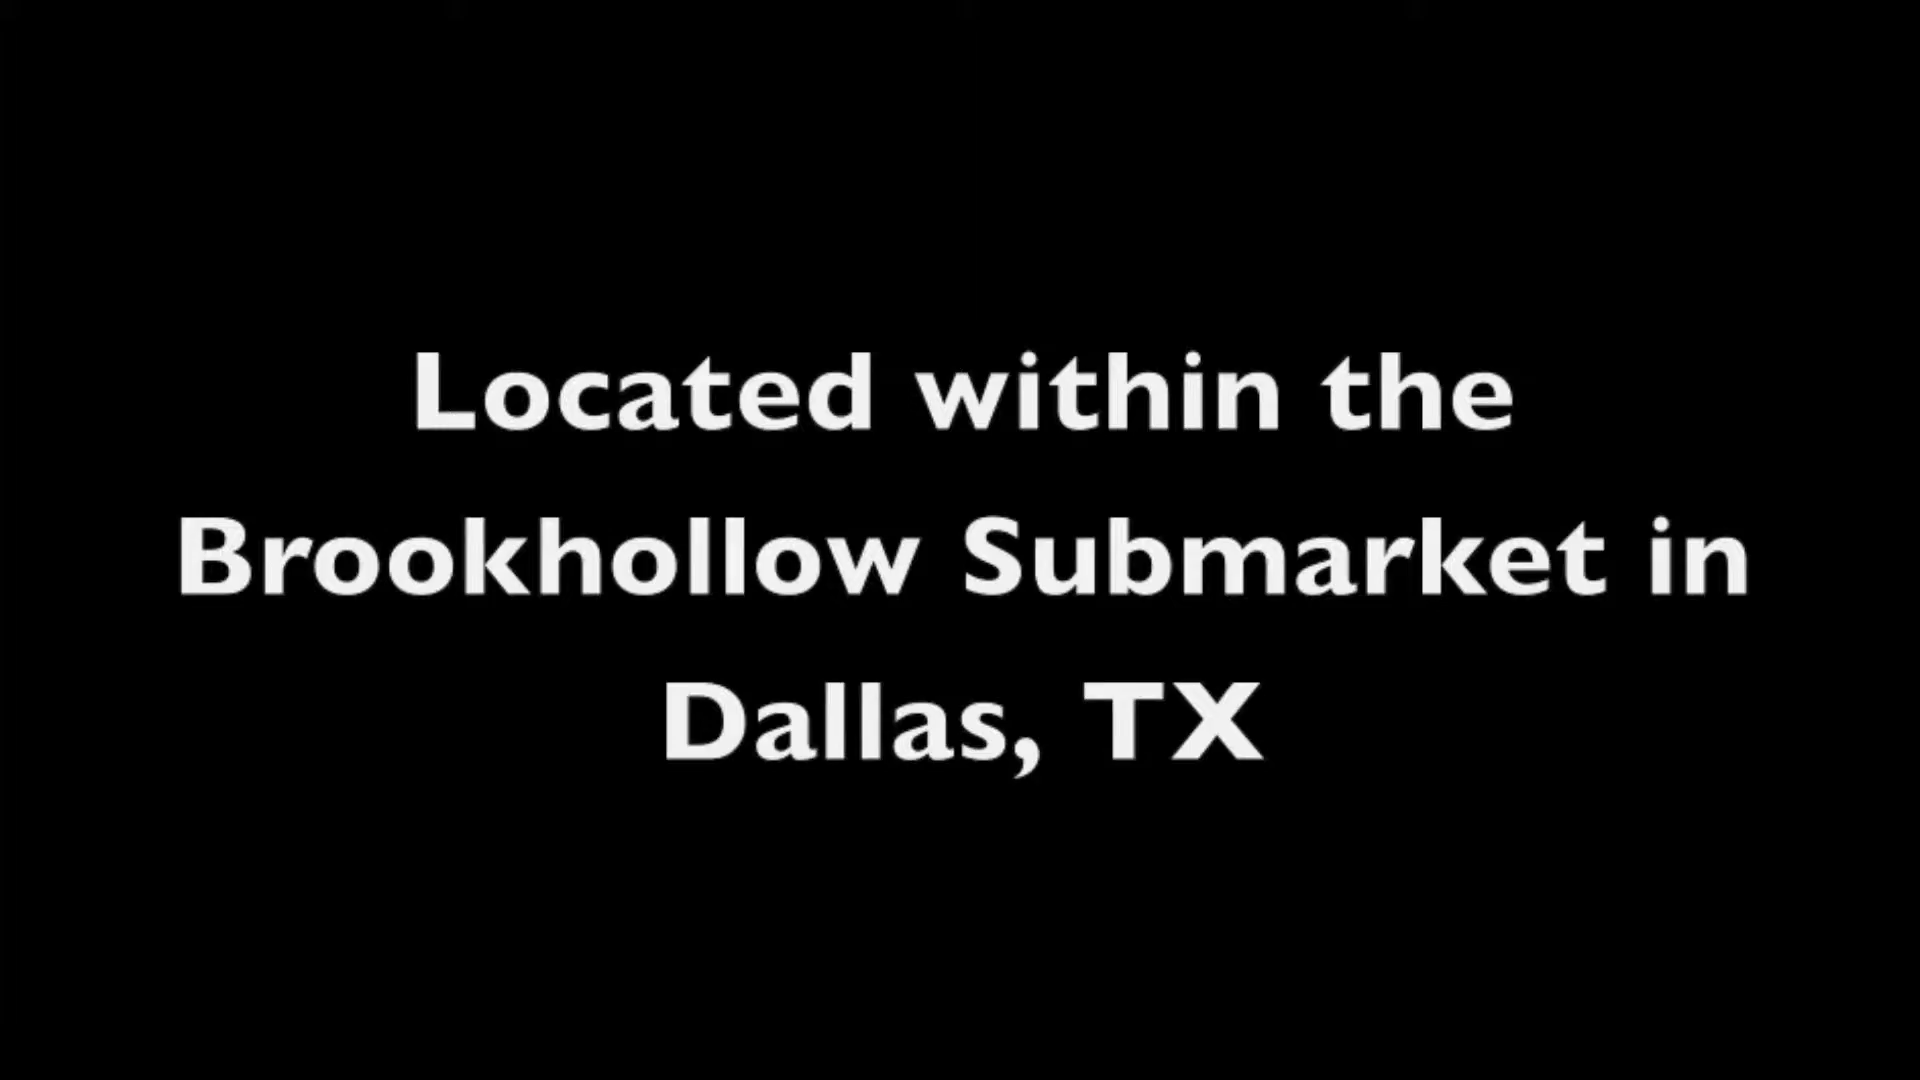 Located within the
Brookhollow Submarket in
Dallas, TX